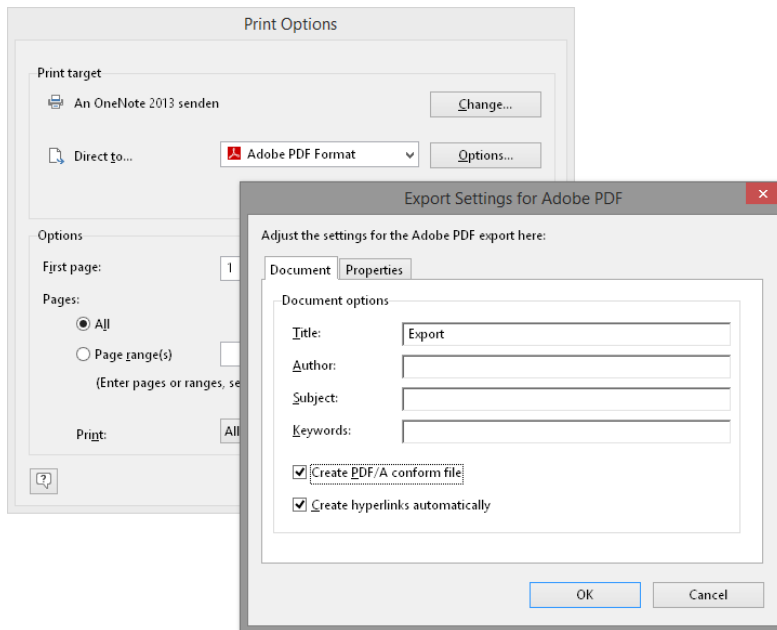 Print Options
Print target
An OneNote 2013 senden
Change...
Direct to...
Adobe PDF Format
Options...
Options
First page:
1
Pages:
All
Page range(s)
(Enter pages or ranges, se
Print:
All
Export Settings for Adobe PDF
Adjust the settings for the Adobe PDF export here:
Document
Properties
Document options
Title:
Export
Author:
Subject:
Keywords:
Create PDF/A conform file
Create hyperlinks automatically
OK
Cancel